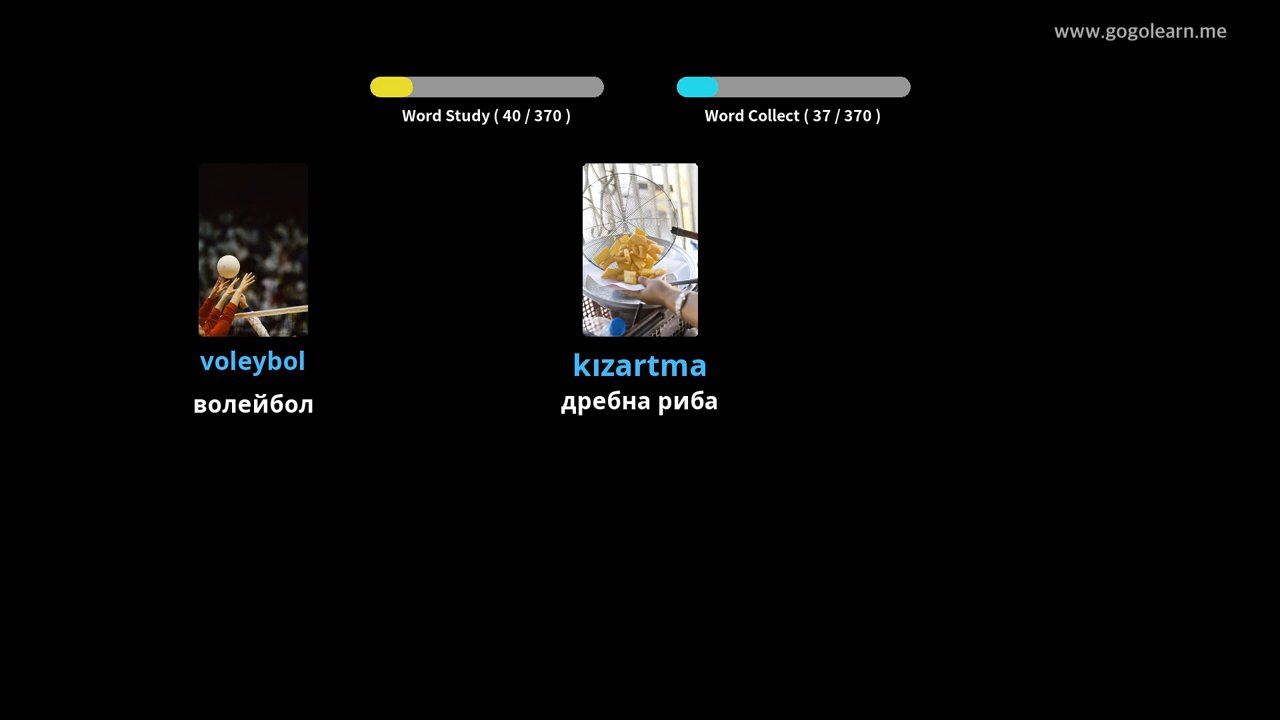 www.gogolearn.me
Word Study ( 40 / 370 )
Word Collect ( 37 / 370 )
voleybol
kızartma
волейбол
дребна риба